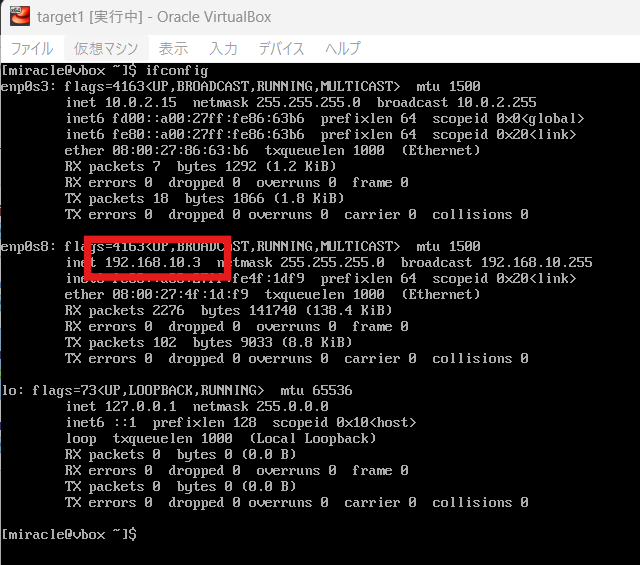 target1 [実行中] - Oracle VirtualBox
ファイル 仮想マシン 表示 入力 デバイス ヘルプ
[miracle@vbox ~]$ ifconfig
enp0s3: flags=4163<UP,BROADCAST,RUNNING,MULTICAST>  mtu 1500
        inet 10.0.2.15  netmask 255.255.255.0  broadcast 10.0.2.255
        inet6 fd00::a00:27ff:fe86:63b6  prefixlen 64  scopeid 0x0<global>
        inet6 fe80::a00:27ff:fe86:63b6  prefixlen 64  scopeid 0x20<link>
        ether 08:00:27:86:63:b6  txqueuelen 1000  (Ethernet)
        RX packets 7  bytes 1292 (1.2 KiB)
        RX errors 0  dropped 0  overruns 0  frame 0
        TX packets 18  bytes 1866 (1.8 KiB)
        TX errors 0  dropped 0 overruns 0  carrier 0  collisions 0
enp0s8: flags=4163<UP,BROADCAST,RUNNING,MULTICAST>  mtu 1500
        inet 192.168.10.3  netmask 255.255.255.0  broadcast 192.168.10.255
        inet6 prefixlen 64  scopeid 0x20<link>
        ether 08:00:27:4f:1d:f9  txqueuelen 1000  (Ethernet)
        RX packets 2276  bytes 141740 (138.4 KiB)
        RX errors 0  dropped 0  overruns 0  frame 0
        TX packets 102  bytes 9033 (8.8 KiB)
        TX errors 0  dropped 0 overruns 0  carrier 0  collisions 0
lo: flags=73<UP,LOOPBACK,RUNNING>  mtu 65536
        inet 127.0.0.1  netmask 255.0.0.0
        inet6 ::1  prefixlen 128  scopeid 0x10<host>
        loop  txqueuelen 1000  (Local Loopback)
        RX packets 0  bytes 0 (0.0 B)
        RX errors 0  dropped 0  overruns 0  frame 0
        TX packets 0  bytes 0 (0.0 B)
        TX errors 0  dropped 0 overruns 0  carrier 0  collisions 0
[miracle@vbox ~]$